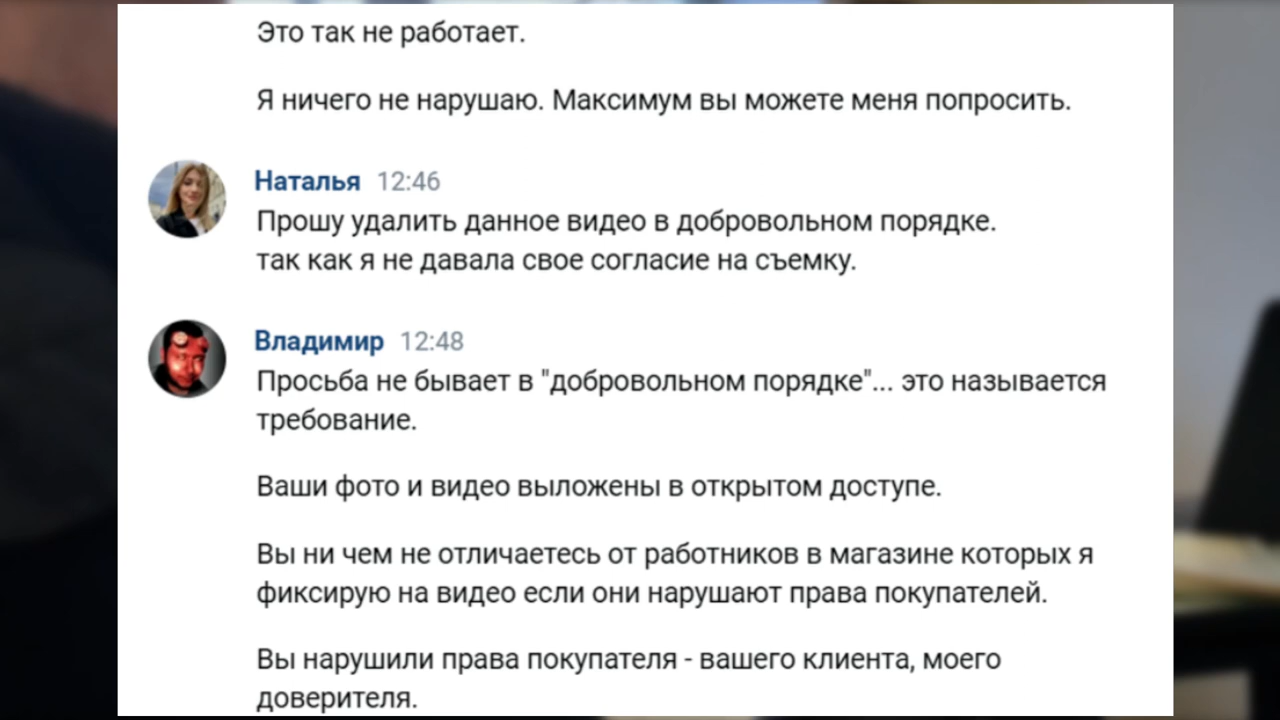 Это так не работает.
Я ничего не нарушаю. Максимум вы можете меня попросить.
Наталья 12:46
Прошу удалить данное видео в добровольном порядке.
так как я не давала свое согласие на съемку.
Владимир 12:48
Просьба не бывает в "добровольном порядке"... это называется
требование.
Ваши фото и видео выложены в открытом доступе.
Вы ни чем не отличаетесь от работников в магазине которых я
фиксирую на видео если они нарушают права покупателей.
Вы нарушили права покупателя - вашего клиента, моего
доверителя.